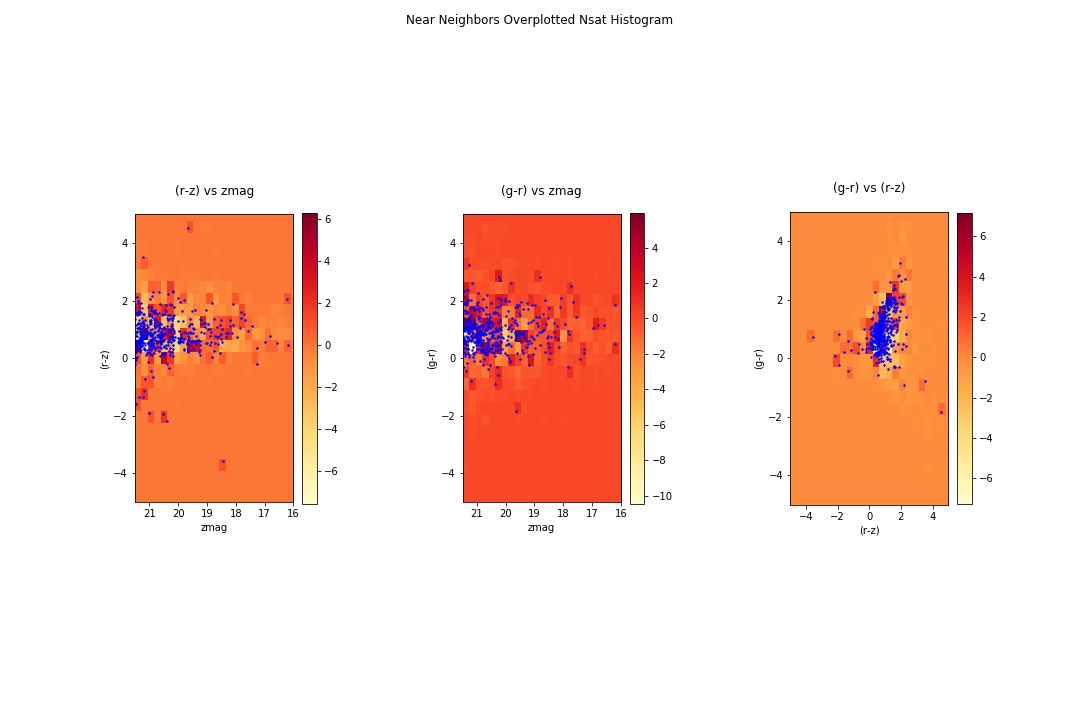 Near Neighbors Overplotted Nsat Histogram
(r-z) vs zmag
4
2
0
−2
−4
(r-z)
21 20 19 18 17 16
zmag
6
4
2
0
−2
−4
−6
(g-r) vs zmag
4
2
0
−2
−4
(g-r)
21 20 19 18 17 16
zmag
4
2
0
−2
−4
−6
−8
−10
(g-r) vs (r-z)
4
2
0
−2
−4
(g-r)
−4 −2 0 2 4
(r-z)
6
4
2
0
−2
−4
−6